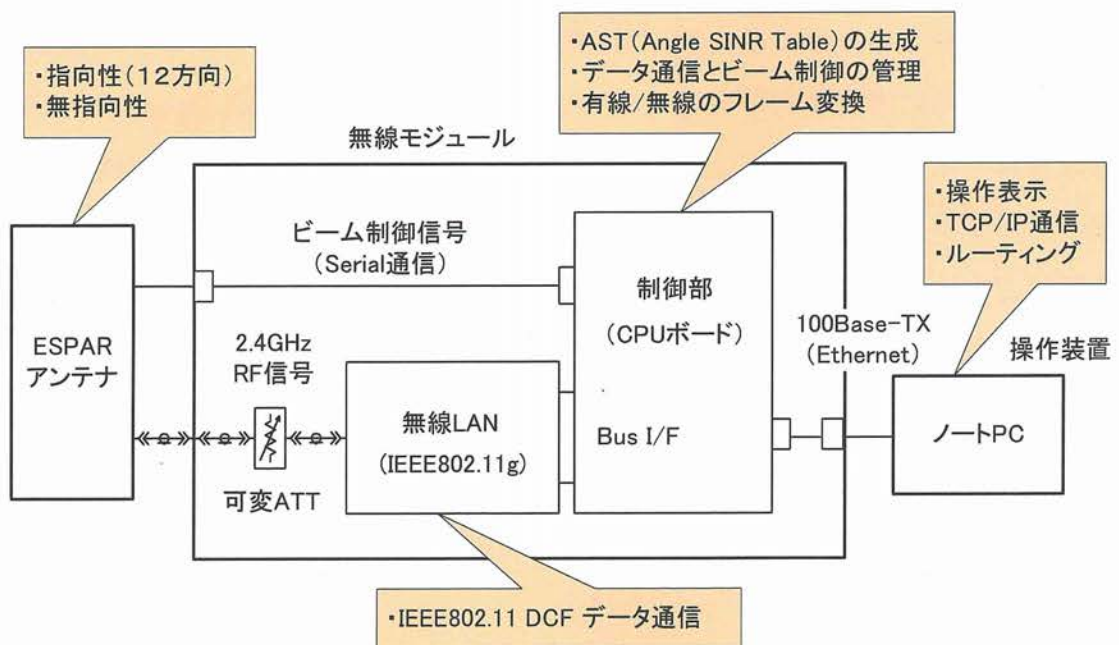 ・指向性(12方向)
・無指向性
・AST(Angle SINR Table)の生成
・データ通信とビーム制御の管理
・有線/無線のフレーム変換
無線モジュール
・操作表示
・TCP/IP通信
・ルーティング
ビーム制御信号
(Serial通信)
制御部
(CPUボード)
100Base-TX
(Ethernet)
操作装置
ESPAR
アンテナ
2.4GHz
RF信号
無線LAN
(IEEE802.11g)
Bus I/F
ノートPC
可変ATT
・IEEE802.11 DCF データ通信